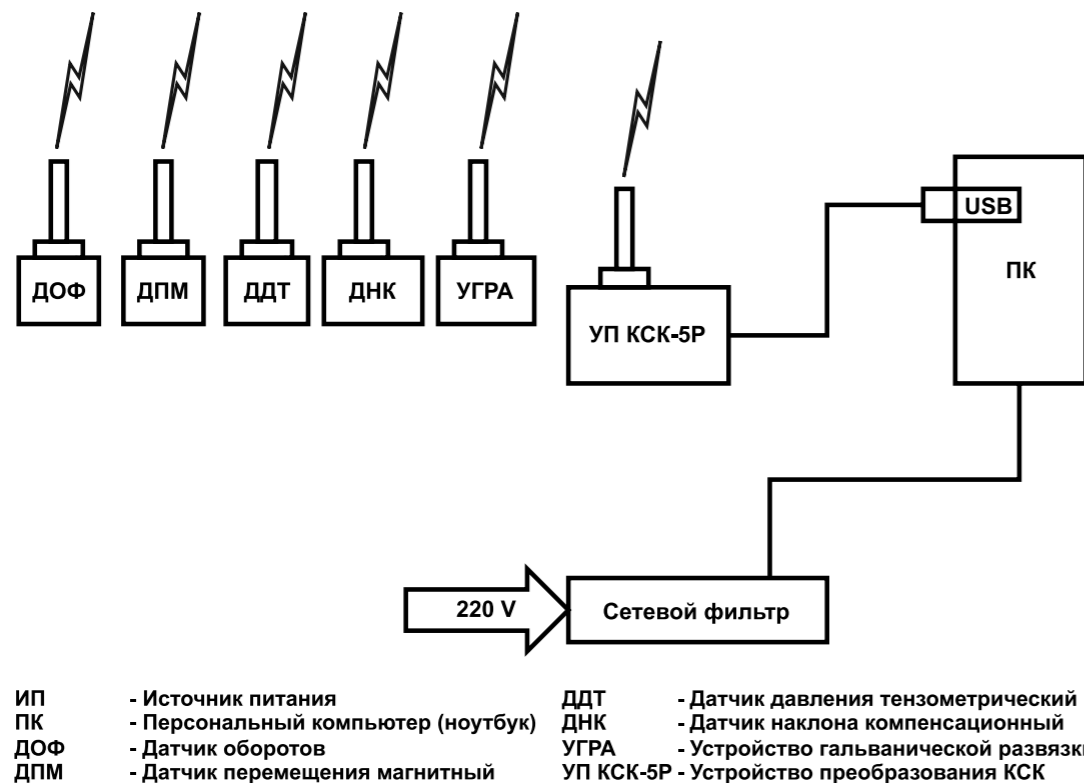 USB
ПК
ДОФ
ДПМ
ДДТ
ДНК
УГРА
УП КСК-5Р
220 V
Сетевой фильтр
ИП - Источник питания
ПК - Персональный компьютер (ноутбук)
ДОФ - Датчик оборотов
ДПМ - Датчик перемещения магнитный
ДДТ - Датчик давления тензометрический
ДНК - Датчик наклона компенсационный
УГРА - Устройство гальванической развязки
УП КСК-5Р - Устройство преобразования КСК